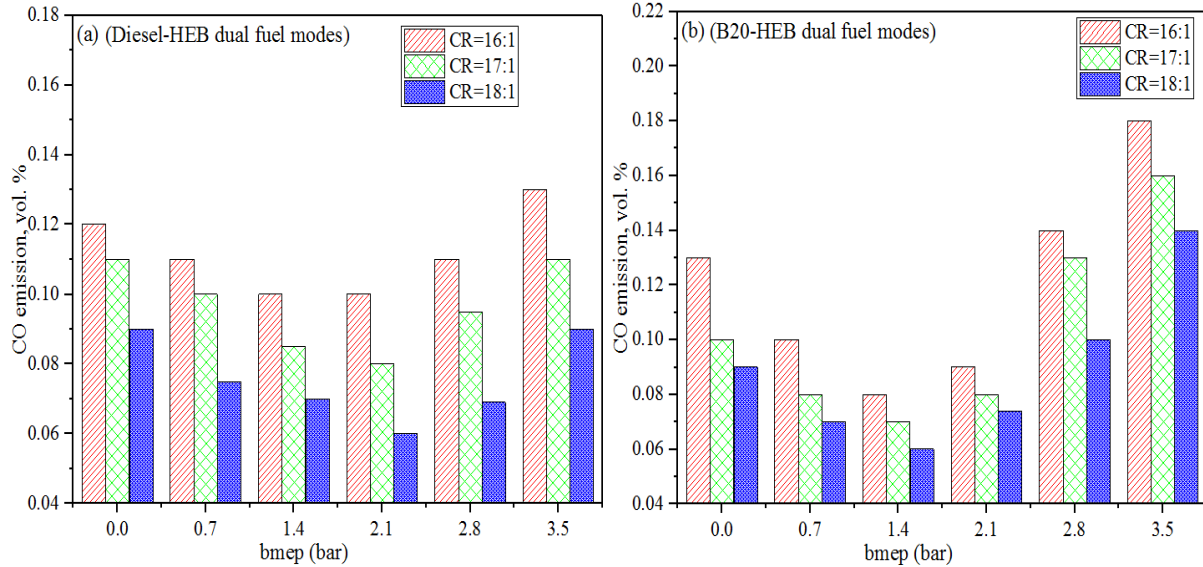 (a) (Diesel-HEB dual fuel modes)
CR=16:1
CR=17:1
CR=18:1
0.18
0.16
0.14
0.12
0.10
0.08
0.06
0.04
CO emission, vol. %
0.0 0.7 1.4 2.1 2.8 3.5
bmep (bar)
(b) (B20-HEB dual fuel modes)
CR=16:1
CR=17:1
CR=18:1
0.22
0.20
0.18
0.16
0.14
0.12
0.10
0.08
0.06
0.04
CO emission, vol. %
0.0 0.7 1.4 2.1 2.8 3.5
bmep (bar)